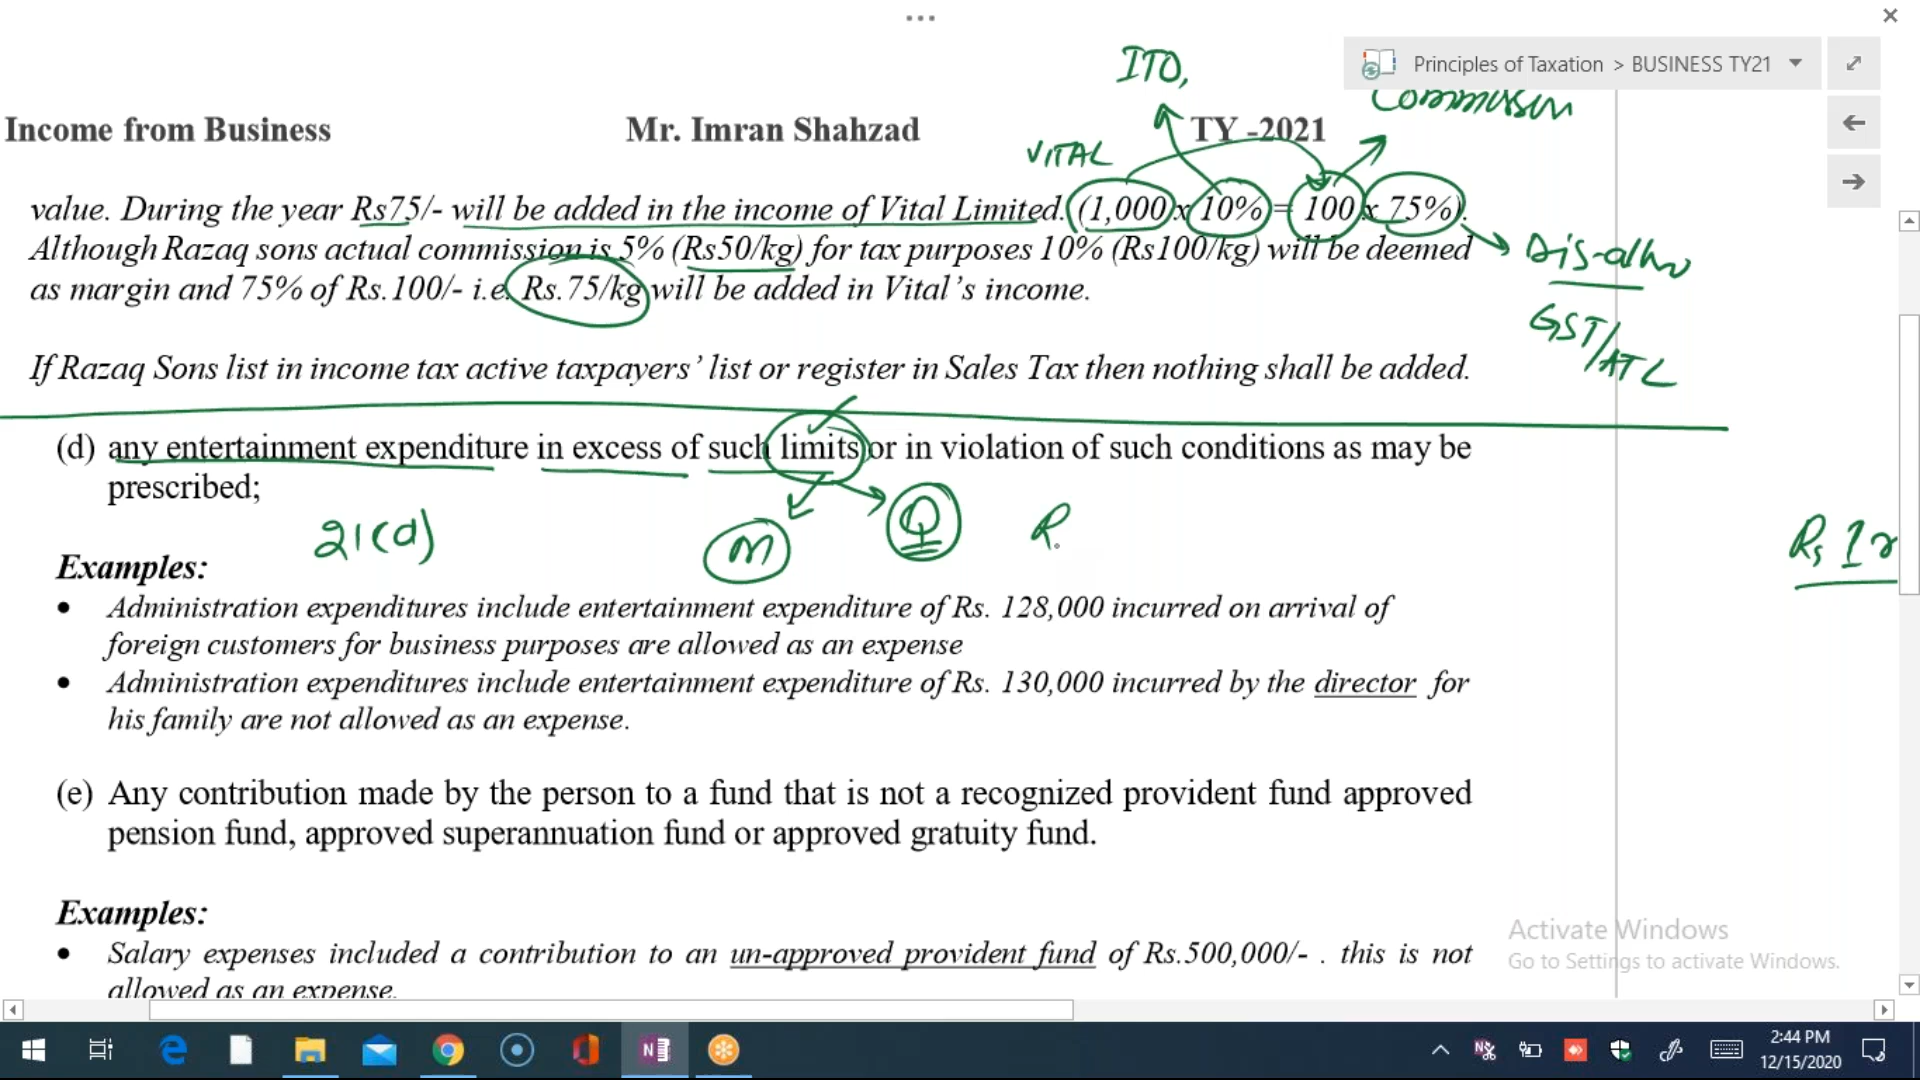 ITO,
Principles of Taxation > BUSINESS TY21
Commission
Income from Business Mr. Imran Shahzad TY -2021
VITAL
value. During the year Rs75/- will be added in the income of Vital Limited. (1,000 x 10% = 100 x 75%).
Although Razaq sons actual commission is 5% (Rs50/kg) for tax purposes 10% (Rs100/kg) will be deemed
as margin and 75% of Rs.100/- i.e. Rs.75/kg will be added in Vital's income.
Dis-allow
GST/ATL
If Razaq Sons list in income tax active taxpayers' list or register in Sales Tax then nothing shall be added.
(d) any entertainment expenditure in excess of such limits or in violation of such conditions as may be
prescribed;
21(d) m Q R
Rs 1
Examples:
• Administration expenditures include entertainment expenditure of Rs. 128,000 incurred on arrival of
foreign customers for business purposes are allowed as an expense
• Administration expenditures include entertainment expenditure of Rs. 130,000 incurred by the director for
his family are not allowed as an expense.
(e) Any contribution made by the person to a fund that is not a recognized provident fund approved
pension fund, approved superannuation fund or approved gratuity fund.
Examples:
• Salary expenses included a contribution to an un-approved provident fund of Rs.500,000/- . this is not
allowed as an expense.
Activate Windows
Go to Settings to activate Windows.
2:44 PM
12/15/2020